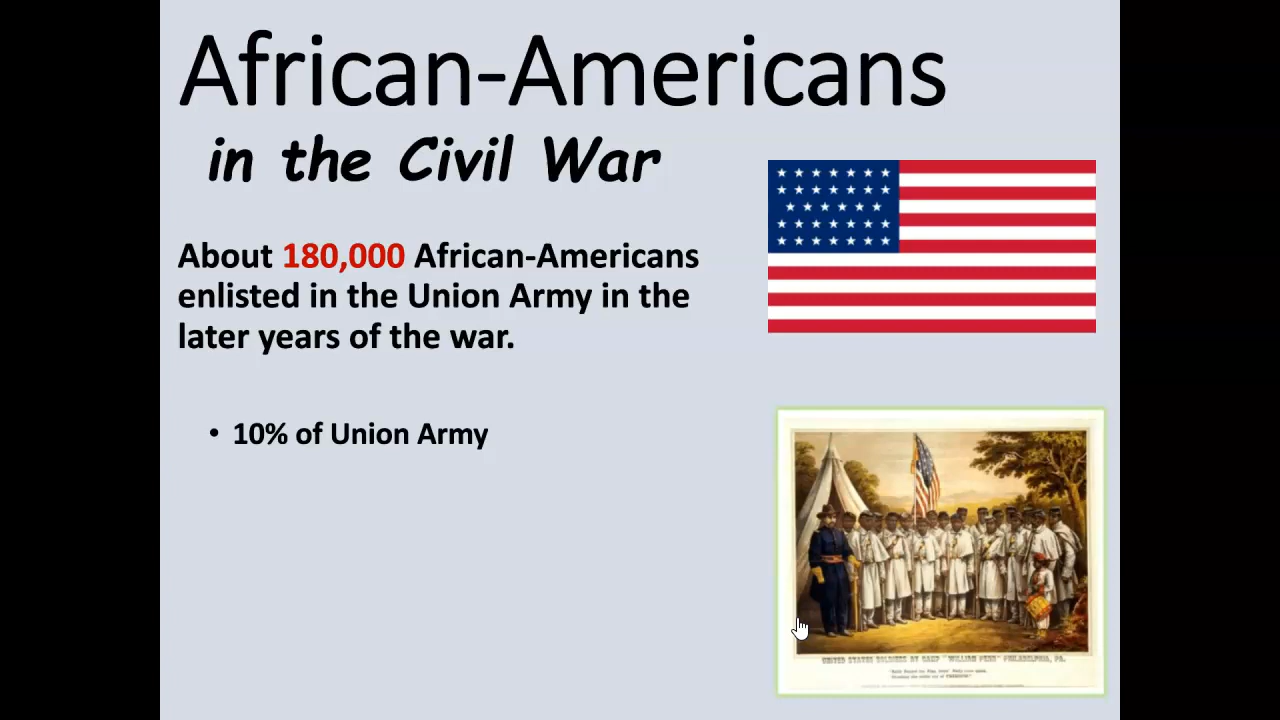 African-Americans
in the Civil War
About 180,000 African-Americans
enlisted in the Union Army in the
later years of the war.
• 10% of Union Army
UNITED STATES SOLDIERS AT CAMP "WILLIAM PENN" PHILADELPHIA, PA.